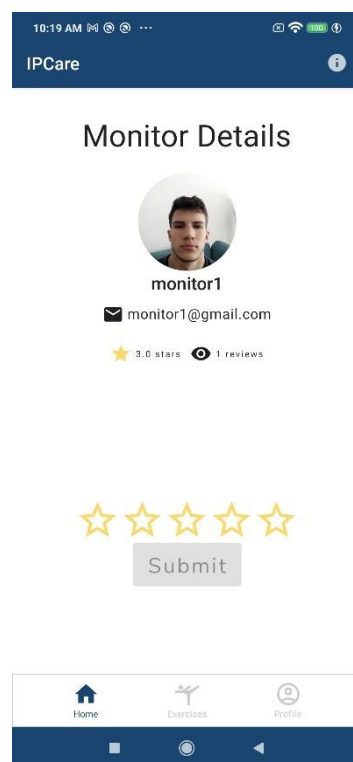 10:19 AM ... 100
IPCare
Monitor Details
monitor1
monitor1@gmail.com
3.0 stars 1 reviews
Submit
Home Exercises Profile